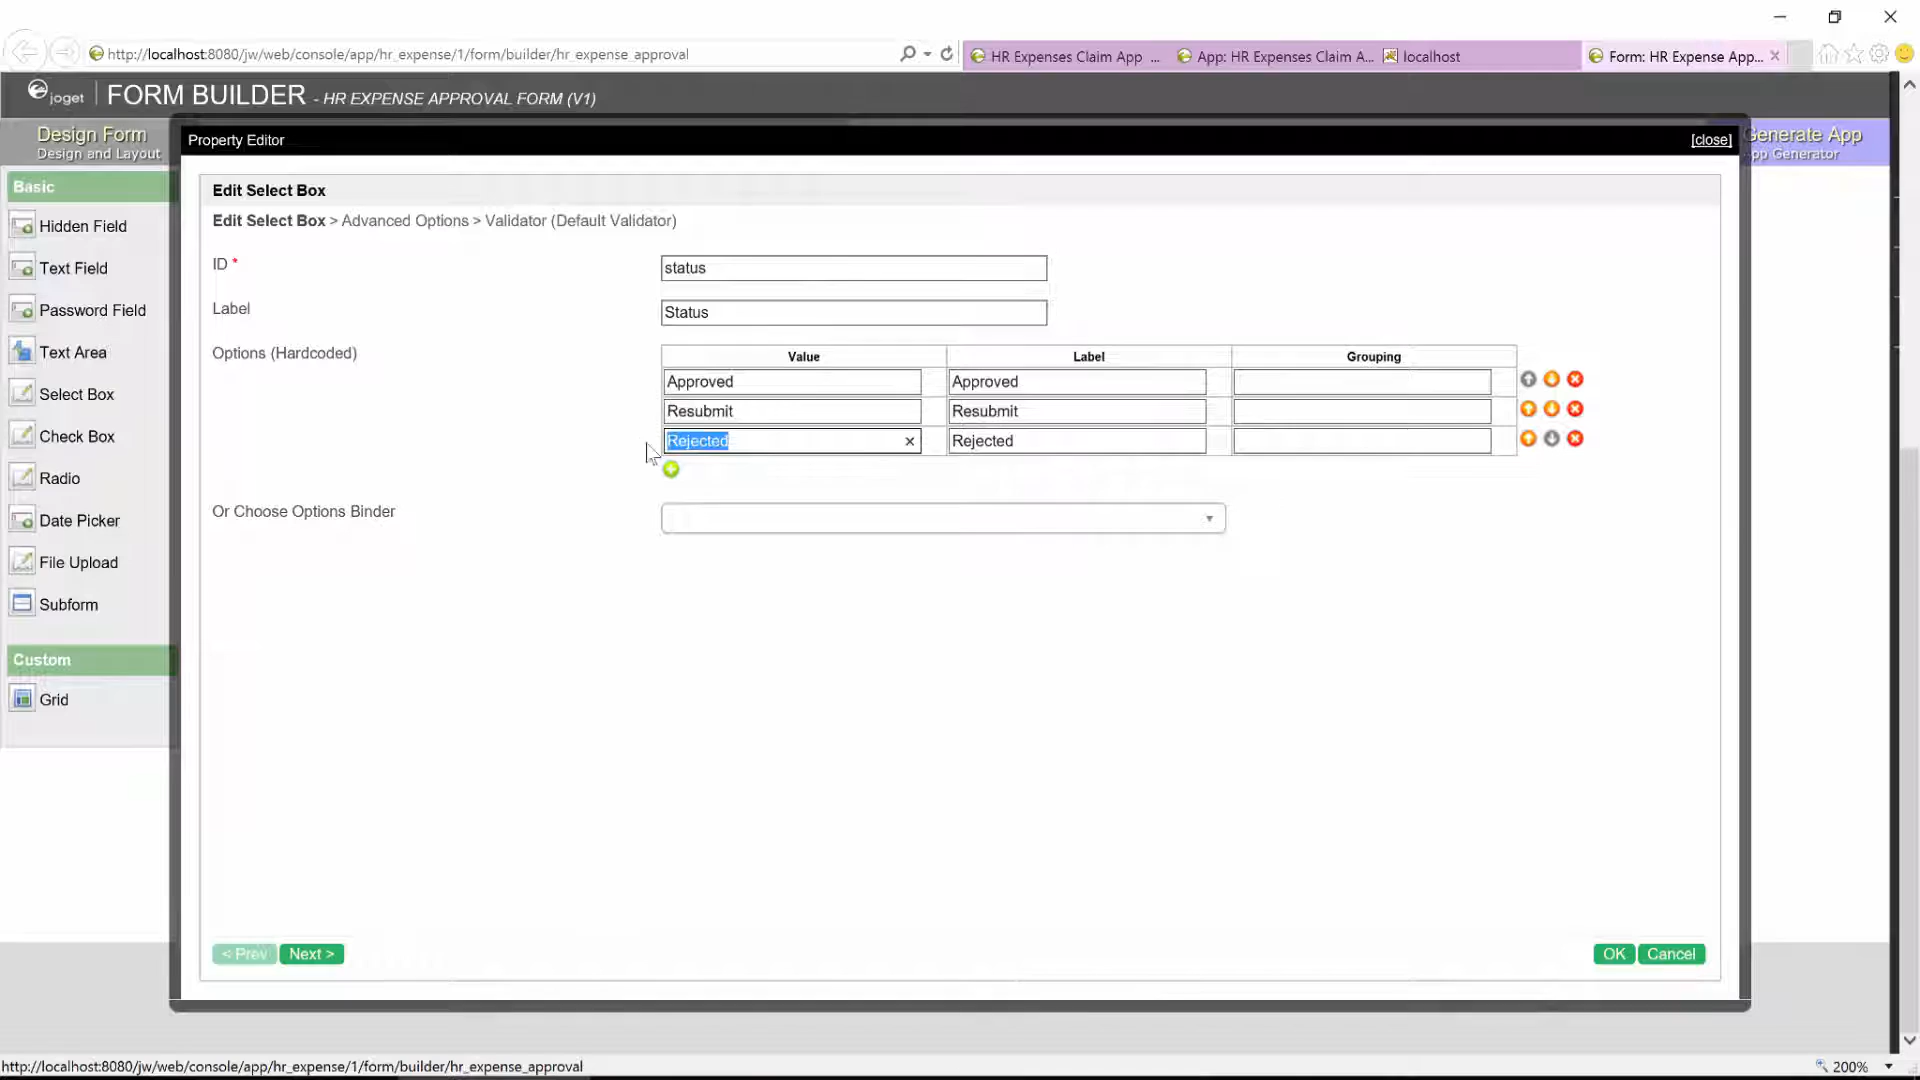 http://localhost:8080/jw/web/console/app/hr_expense/1/form/builder/hr_expense_approval
HR Expenses Claim App ...
App: HR Expenses Claim A...
localhost
Form: HR Expense App...
joget
FORM BUILDER - HR EXPENSE APPROVAL FORM (V1)
Design Form
Design and Layout
Generate App
App Generator
Property Editor
[close]
Basic
Hidden Field
Text Field
Password Field
Text Area
Select Box
Check Box
Radio
Date Picker
File Upload
Subform
Custom
Grid
Edit Select Box
Edit Select Box > Advanced Options > Validator (Default Validator)
ID *
status
Label
Status
Options (Hardcoded)
Value Label Grouping
Approved Approved
Resubmit Resubmit
Rejected Rejected
Or Choose Options Binder
< Prev
Next >
OK
Cancel
http://localhost:8080/jw/web/console/app/hr_expense/1/form/builder/hr_expense_approval
200%